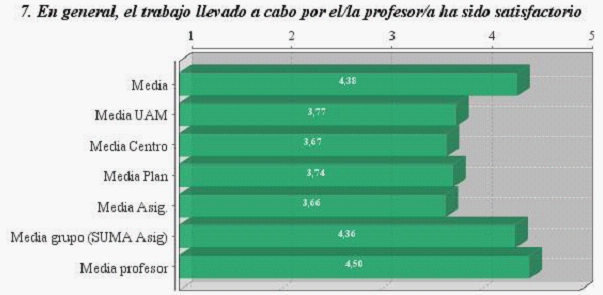 7. En general, el trabajo llevado a cabo por el/la profesor/a ha sido satisfactorio
1 2 3 4 5
Media 4,38
Media UAM 3,77
Media Centro 3,67
Media Plan 3,74
Media Asig. 3,66
Media grupo (SUMA Asig) 4,36
Media profesor 4,50